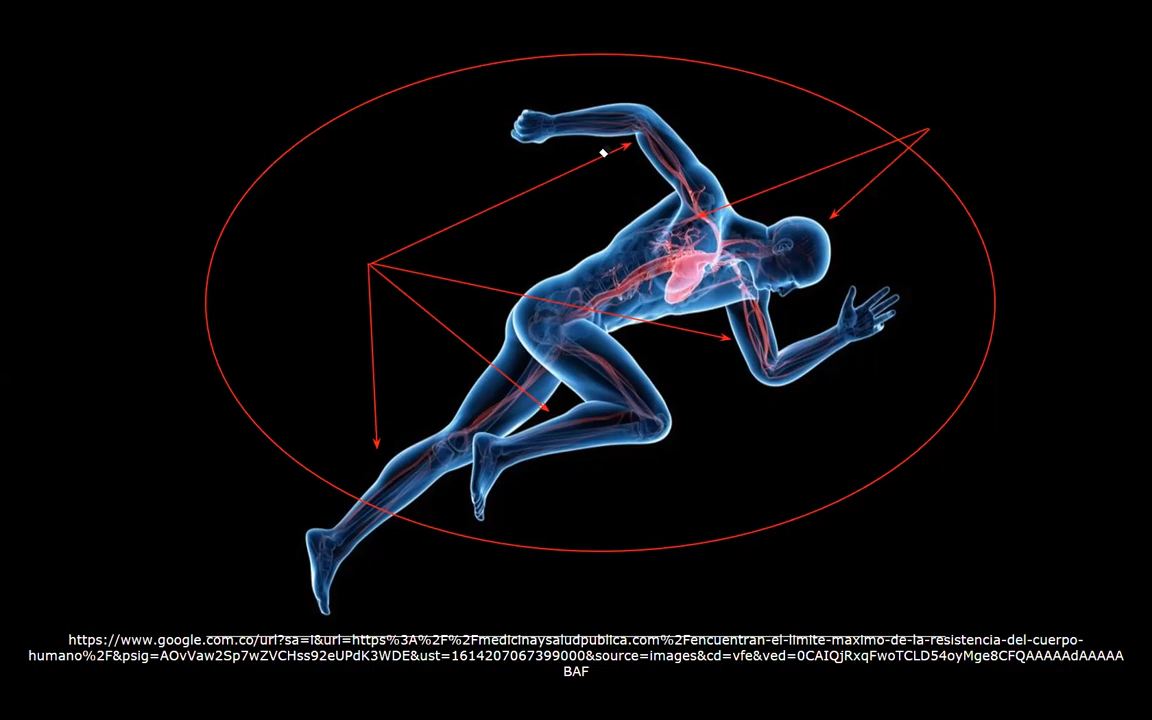 https://www.google.com.co/url?sa=i&url=https%3A%2F%2Fmedicinaysaludpublica.com%2Fencuentran-el-limite-maximo-de-la-resistencia-del-cuerpo-
humano%2F&psig=AOvVaw2Sp7wZVCHss92eUPdK3WDE&ust=1614207067399000&source=images&cd=vfe&ved=0CAIQjRxqFwoTCLD54oyMge8CFQAAAAAdAAAAA
BAF